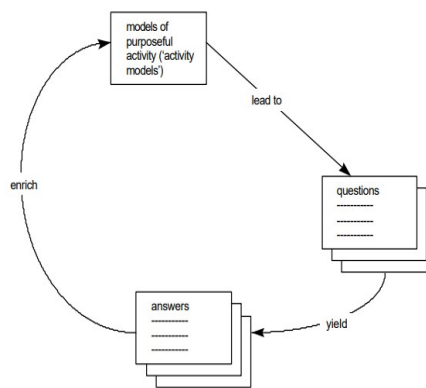 models of
purposeful
activity ('activity
models')
lead to
enrich
questions
-----------
-----------
-----------
answers
-----------
-----------
-----------
yield